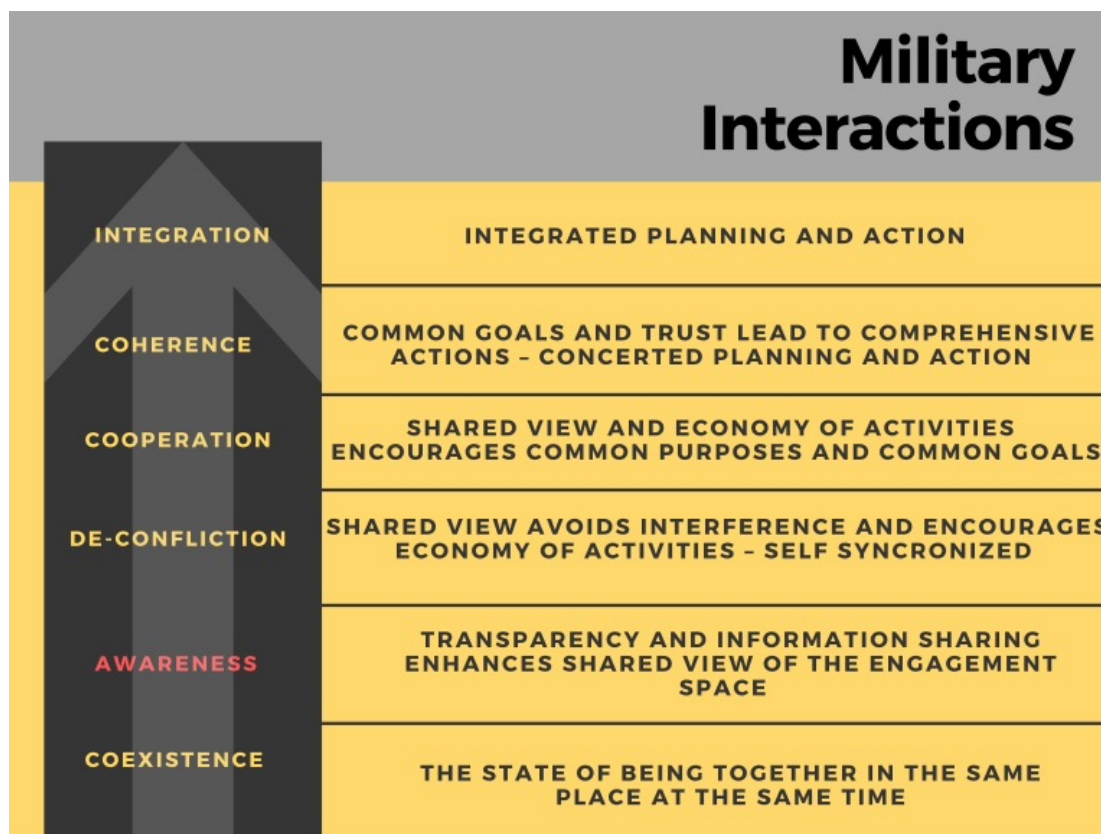 Military
Interactions
INTEGRATION
INTEGRATED PLANNING AND ACTION
COHERENCE
COMMON GOALS AND TRUST LEAD TO COMPREHENSIVE
ACTIONS – CONCERTED PLANNING AND ACTION
COOPERATION
SHARED VIEW AND ECONOMY OF ACTIVITIES
ENCOURAGES COMMON PURPOSES AND COMMON GOALS
DE-CONFLICTION
SHARED VIEW AVOIDS INTERFERENCE AND ENCOURAGES
ECONOMY OF ACTIVITIES – SELF SYNCRONIZED
AWARENESS
TRANSPARENCY AND INFORMATION SHARING
ENHANCES SHARED VIEW OF THE ENGAGEMENT
SPACE
COEXISTENCE
THE STATE OF BEING TOGETHER IN THE SAME
PLACE AT THE SAME TIME